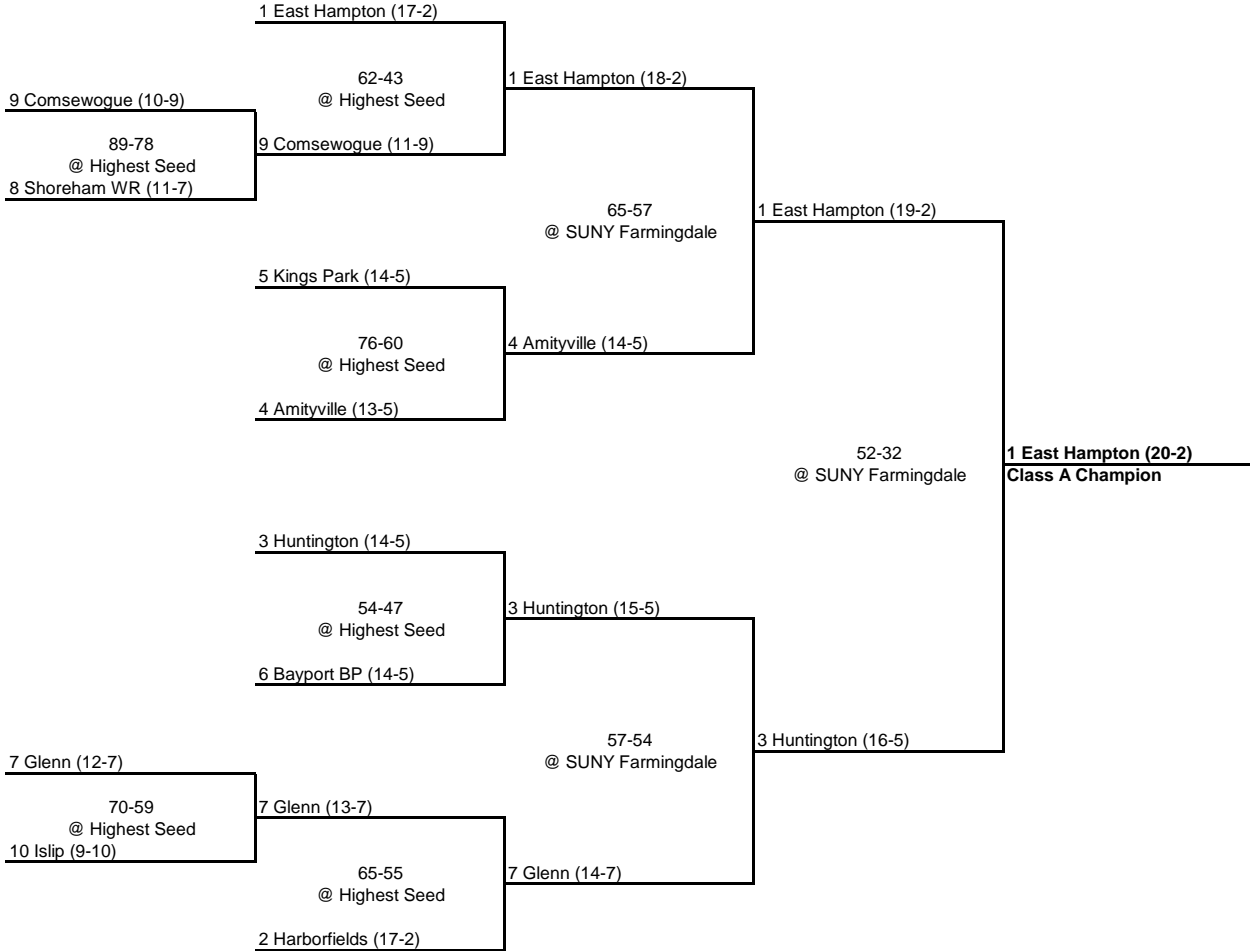 1 East Hampton (17-2)
62-43
@ Highest Seed
1 East Hampton (18-2)
9 Comsewogue (10-9)
89-78
@ Highest Seed
9 Comsewogue (11-9)
8 Shoreham WR (11-7)
65-57
@ SUNY Farmingdale
1 East Hampton (19-2)
5 Kings Park (14-5)
76-60
@ Highest Seed
4 Amityville (14-5)
4 Amityville (13-5)
52-32
@ SUNY Farmingdale
1 East Hampton (20-2)
Class A Champion
3 Huntington (14-5)
54-47
@ Highest Seed
3 Huntington (15-5)
6 Bayport BP (14-5)
57-54
@ SUNY Farmingdale
3 Huntington (16-5)
7 Glenn (12-7)
70-59
@ Highest Seed
7 Glenn (13-7)
10 Islip (9-10)
65-55
@ Highest Seed
7 Glenn (14-7)
2 Harborfields (17-2)